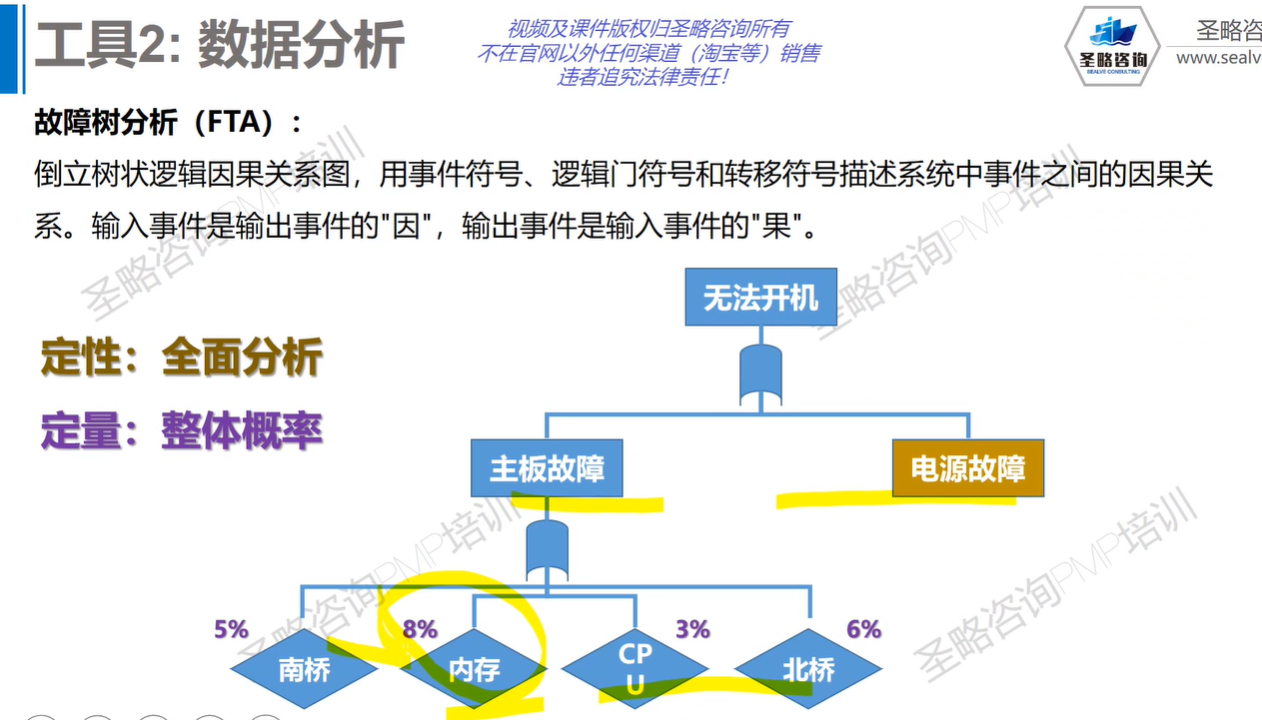 工具2: 数据分析
视频及课件版权归圣略咨询所有
不在官网以外任何渠道（淘宝等）销售
违者追究法律责任！
圣略咨询
SEALVE CONSULTING
圣略咨
www.sealv
故障树分析（FTA）：
倒立树状逻辑因果关系图，用事件符号、逻辑门符号和转移符号描述系统中事件之间的因果关
系。输入事件是输出事件的"因"，输出事件是输入事件的"果"。
圣略咨询PMP培训
圣略咨询PMP培训
无法开机
定性：全面分析
定量：整体概率
主板故障
电源故障
圣略咨询PMP培训
圣略咨询PMP培训
5%
8%
3%
6%
南桥
内存
CP
U
北桥